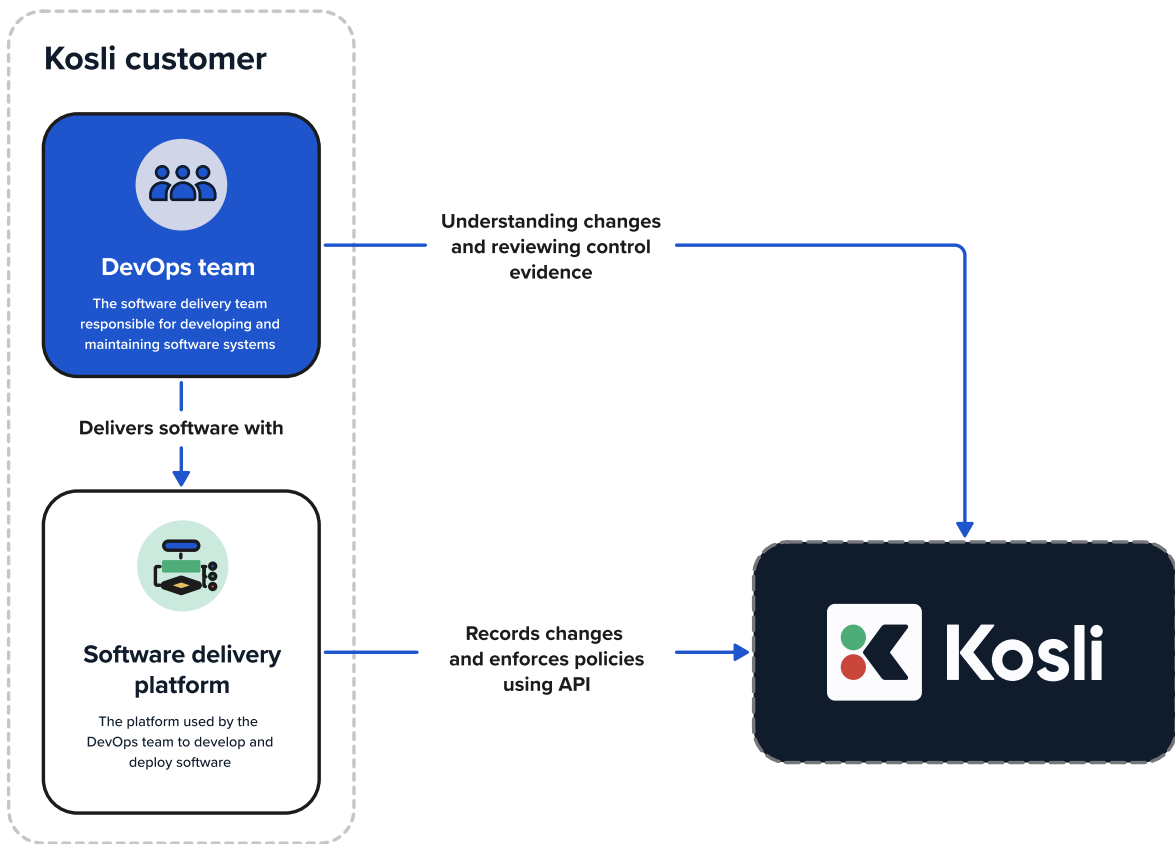 Kosli customer
DevOps team
The software delivery team
responsible for developing and
maintaining software systems
Understanding changes
and reviewing control
evidence
Delivers software with
Software delivery
platform
The platform used by the
DevOps team to develop and
deploy software
Records changes
and enforces policies
using API
Kosli